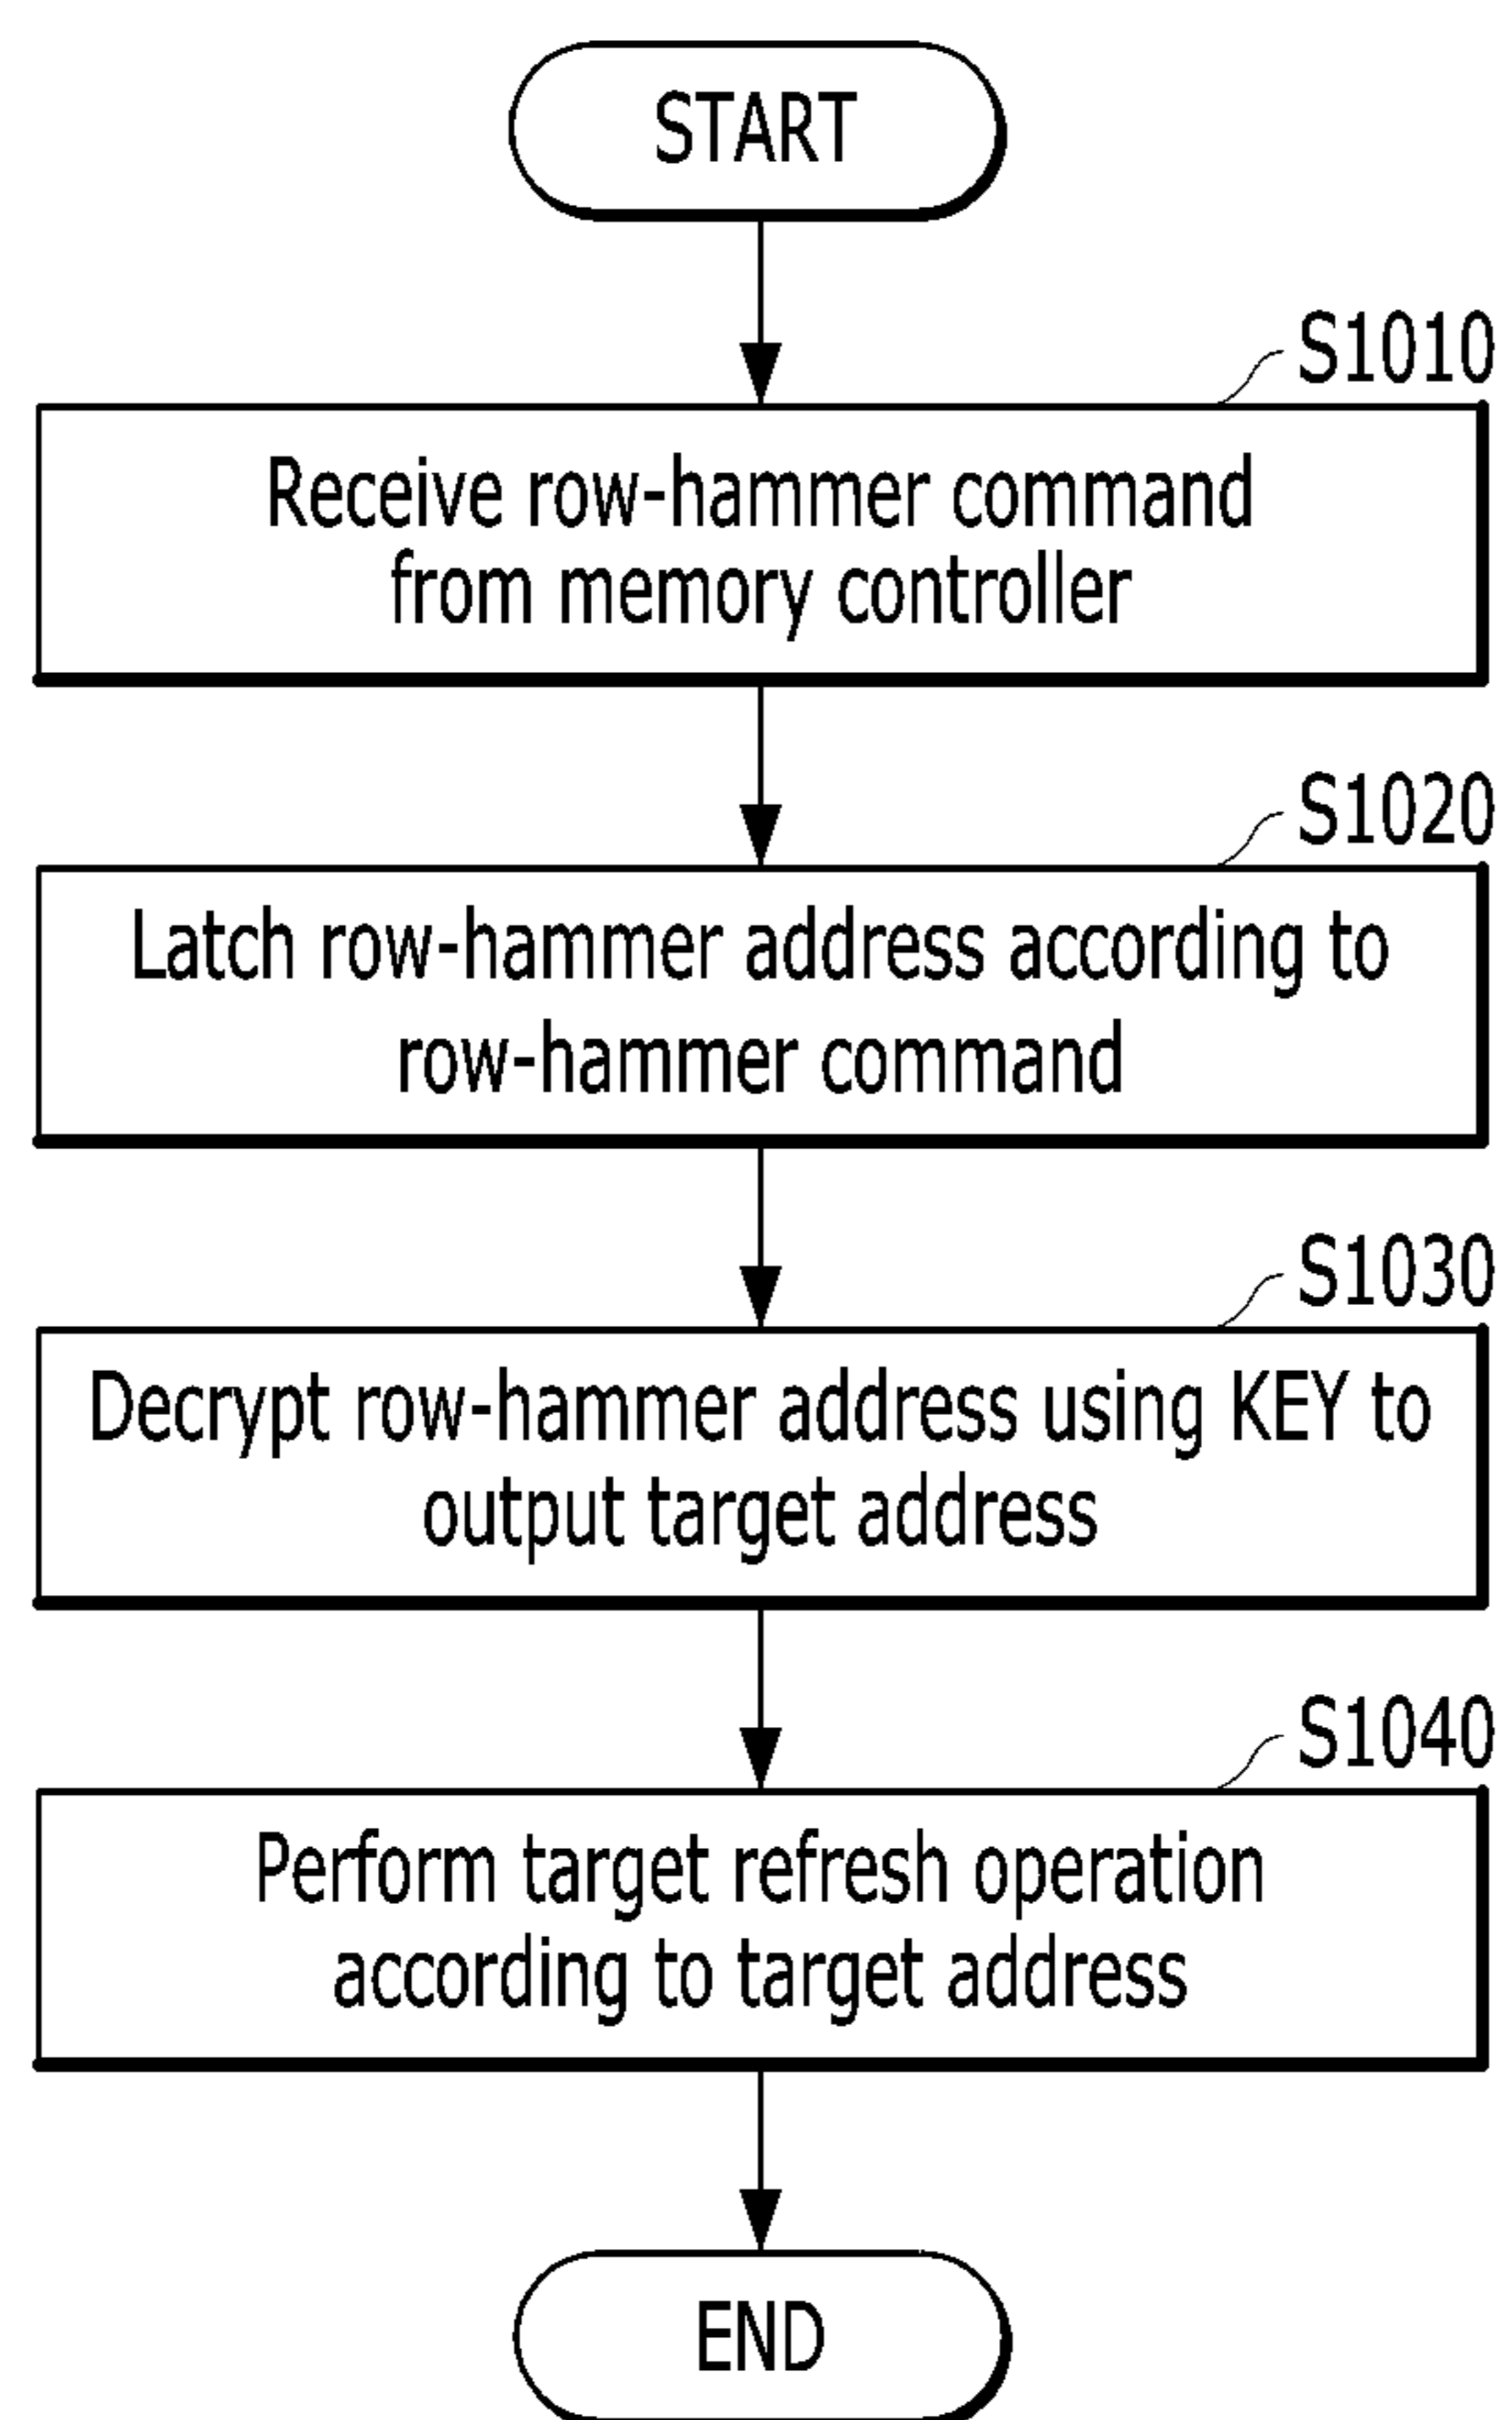 START
S1010
Receive row-hammer command
from memory controller
S1020
Latch row-hammer address according to
row-hammer command
S1030
Decrypt row-hammer address using KEY to
output target address
S1040
Perform target refresh operation
according to target address
END